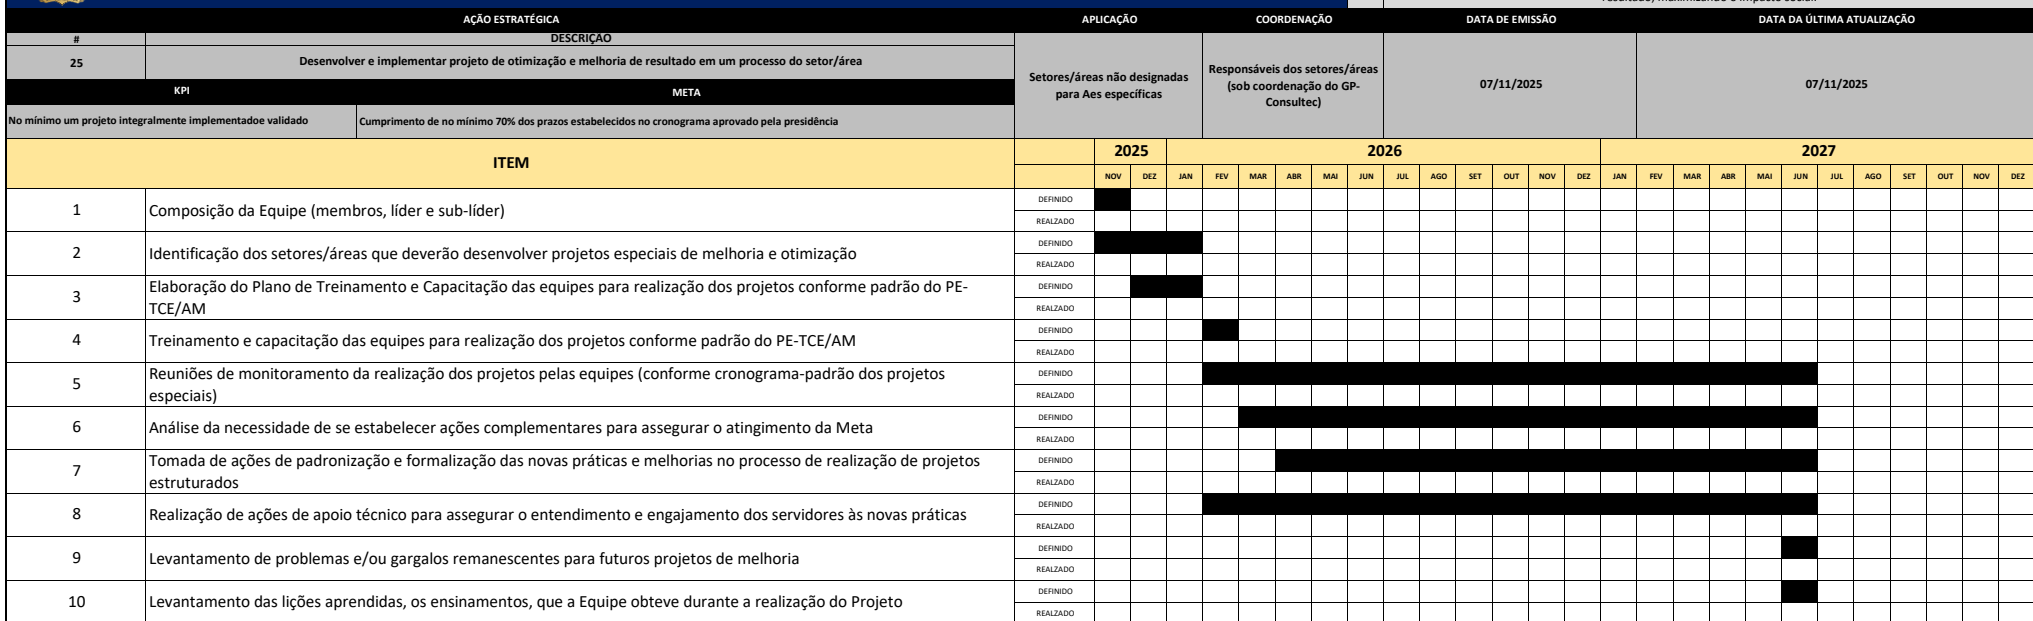 AÇÃO ESTRATÉGICA APLICAÇÃO COORDENAÇÃO DATA DE EMISSÃO DATA DA ÚLTIMA ATUALIZAÇÃO
# DESCRIÇÃO
25 Desenvolver e implementar projeto de otimização e melhoria de resultado em um processo do setor/área
Setores/áreas não designadas
para Aes específicas
Responsáveis dos setores/áreas
(sob coordenação do GP-
Consultec)
07/11/2025
07/11/2025
KPI META
No mínimo um projeto integralmente implementadoe validado
Cumprimento de no mínimo 70% dos prazos estabelecidos no cronograma aprovado pela presidência
ITEM
2025 2026 2027
NOV DEZ JAN FEV MAR ABR MAI JUN JUL AGO SET OUT NOV DEZ JAN FEV MAR ABR MAI JUN JUL AGO SET OUT NOV DEZ
1
Composição da Equipe (membros, líder e sub-líder)
DEFINIDO
REALZADO
2
Identificação dos setores/áreas que deverão desenvolver projetos especiais de melhoria e otimização
DEFINIDO
REALZADO
3
Elaboração do Plano de Treinamento e Capacitação das equipes para realização dos projetos conforme padrão do PE-
TCE/AM
DEFINIDO
REALZADO
4
Treinamento e capacitação das equipes para realização dos projetos conforme padrão do PE-TCE/AM
DEFINIDO
REALZADO
5
Reuniões de monitoramento da realização dos projetos pelas equipes (conforme cronograma-padrão dos projetos
especiais)
DEFINIDO
REALZADO
6
Análise da necessidade de se estabelecer ações complementares para assegurar o atingimento da Meta
DEFINIDO
REALZADO
7
Tomada de ações de padronização e formalização das novas práticas e melhorias no processo de realização de projetos
estruturados
DEFINIDO
REALZADO
8
Realização de ações de apoio técnico para assegurar o entendimento e engajamento dos servidores às novas práticas
DEFINIDO
REALZADO
9
Levantamento de problemas e/ou gargalos remanescentes para futuros projetos de melhoria
DEFINIDO
REALZADO
10
Levantamento das lições aprendidas, os ensinamentos, que a Equipe obteve durante a realização do Projeto
DEFINIDO
REALZADO